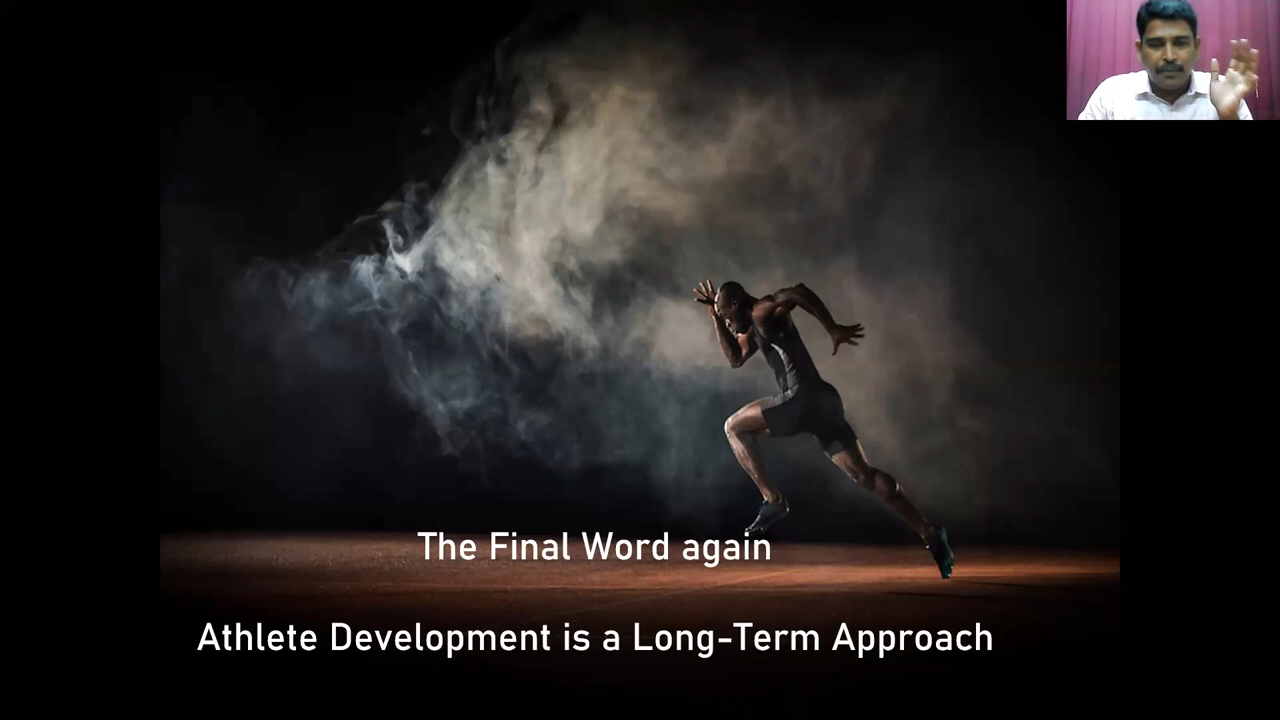 The Final Word again
Athlete Development is a Long-Term Approach